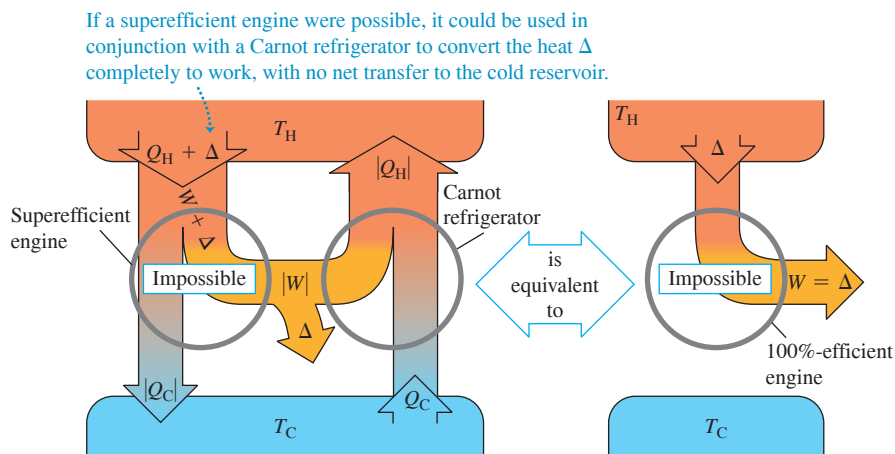 If a superefficient engine were possible, it could be used in
conjunction with a Carnot refrigerator to convert the heat Δ
completely to work, with no net transfer to the cold reservoir.
T_H
Q_H + Δ
|Q_H|
W + Δ
Superefficient
engine
Carnot
refrigerator
Impossible
|W|
Δ
|Q_C|
Q_C
T_C
is
equivalent
to
T_H
Δ
Impossible
W = Δ
100%-efficient
engine
T_C